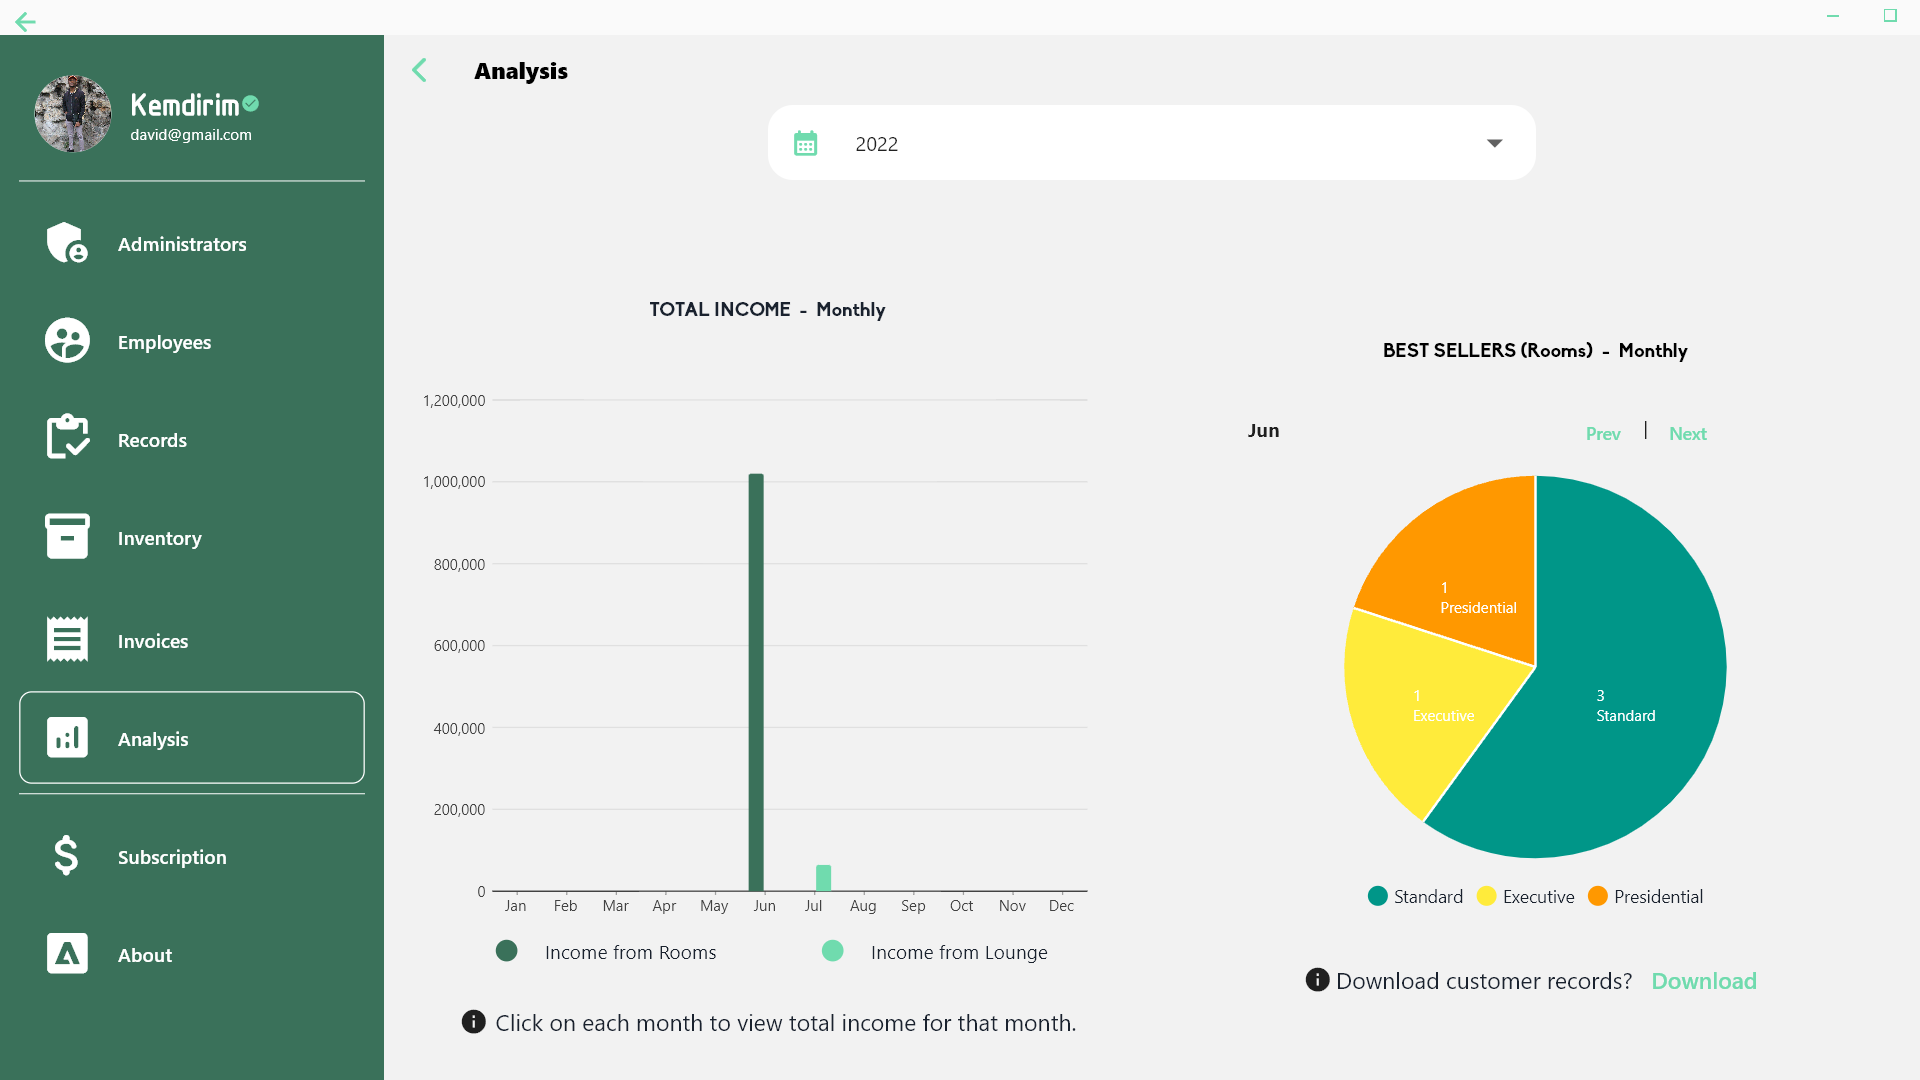 Kemdirim
david@gmail.com
Administrators
Employees
Records
Inventory
Invoices
Analysis
Subscription
About
Analysis
2022
TOTAL INCOME - Monthly
1,200,000
1,000,000
800,000
600,000
400,000
200,000
0
Jan Feb Mar Apr May Jun Jul Aug Sep Oct Nov Dec
Income from Rooms Income from Lounge
Click on each month to view total income for that month.
BEST SELLERS (Rooms) - Monthly
Jun Prev | Next
1
Presidential
1
Executive
3
Standard
Standard Executive Presidential
Download customer records? Download